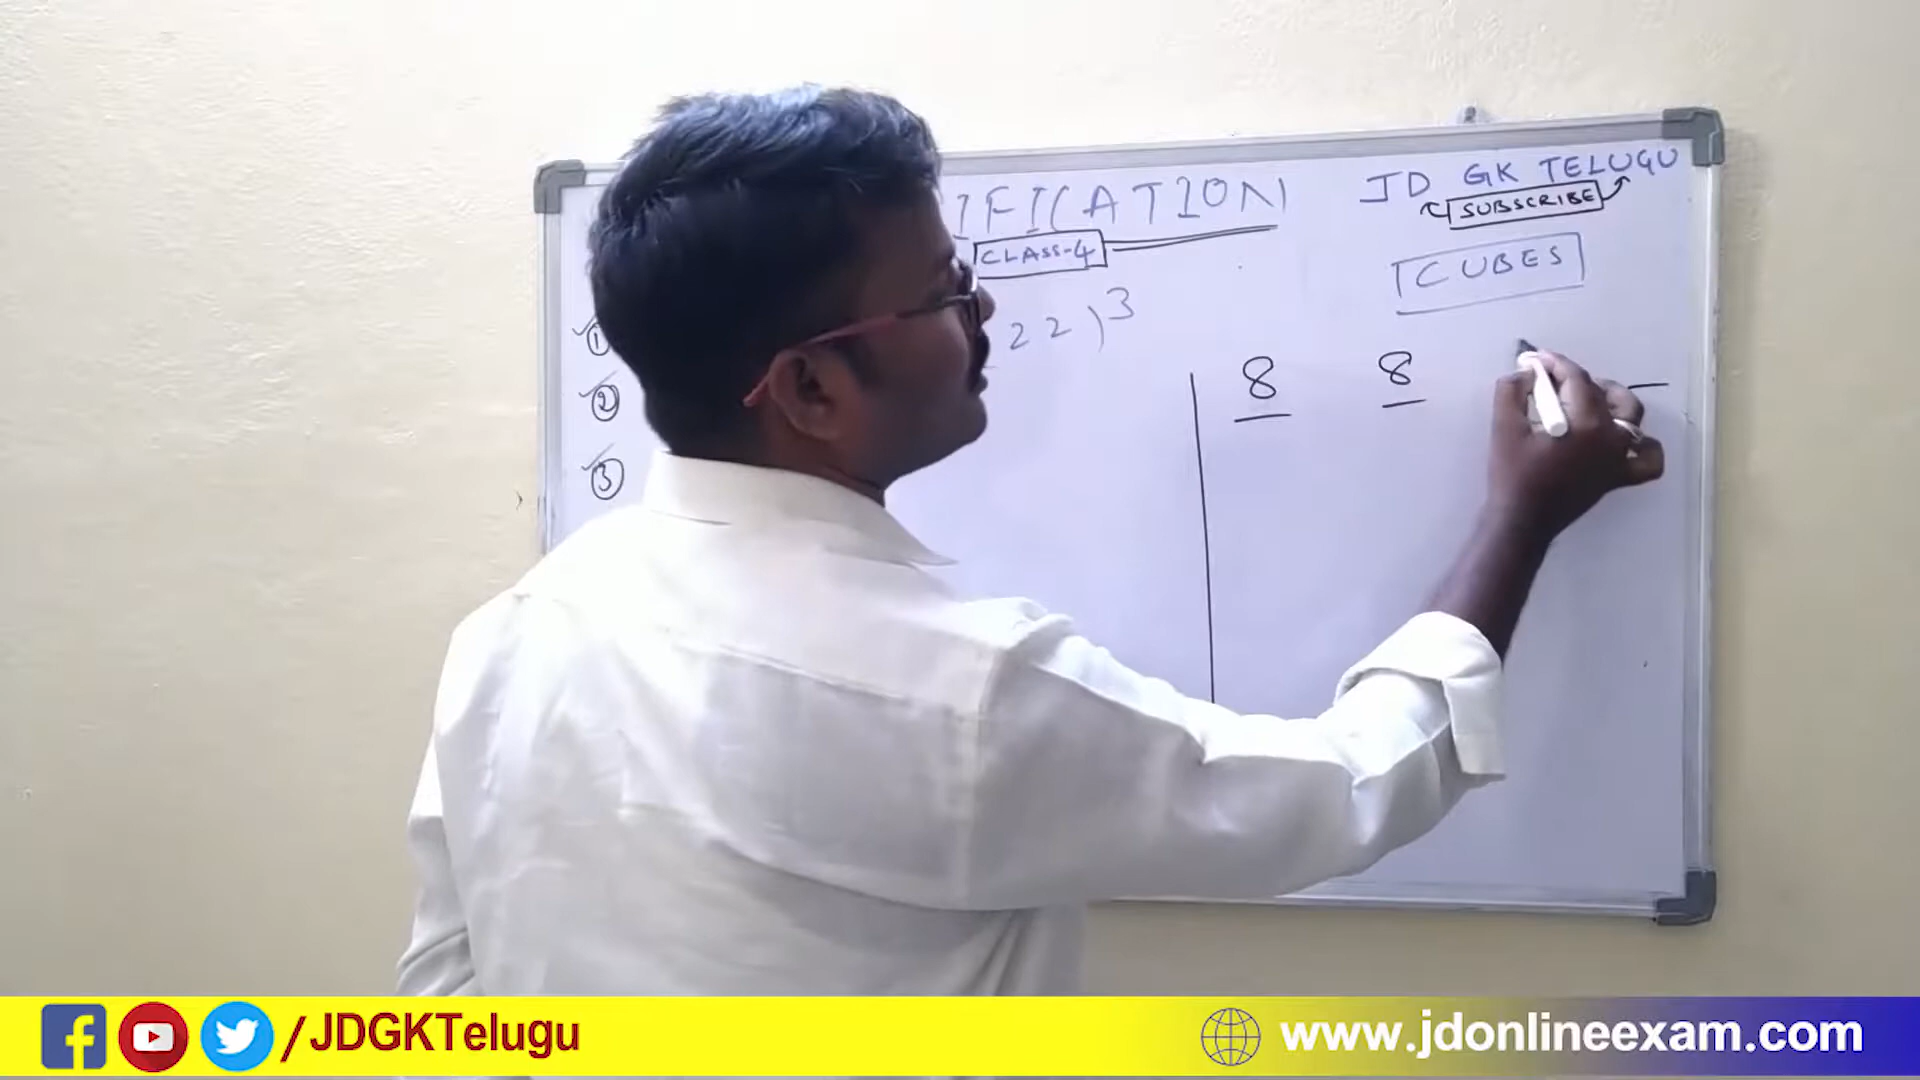 IFICATION
CLASS-4
JD GK TELUGU
SUBSCRIBE
CUBES
22)3
1
2
3
8 8
/JDGKTelugu
www.jdonlineexam.com